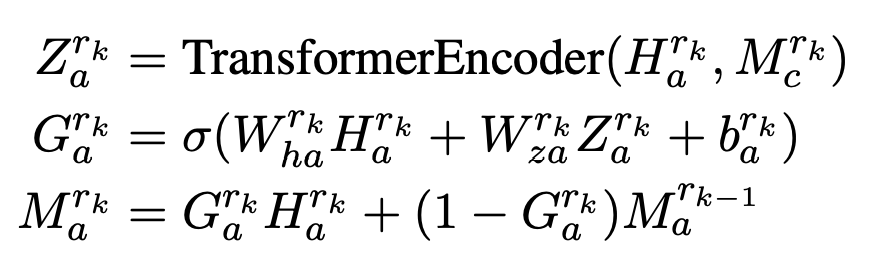 Z_a^{r_k} = TransformerEncoder(H_a^{r_k}, M_c^{r_k})
G_a^{r_k} = σ(W_{ha}^{r_k} H_a^{r_k} + W_{za}^{r_k} Z_a^{r_k} + b_a^{r_k})
M_a^{r_k} = G_a^{r_k} H_a^{r_k} + (1 − G_a^{r_k}) M_a^{r_{k-1}}